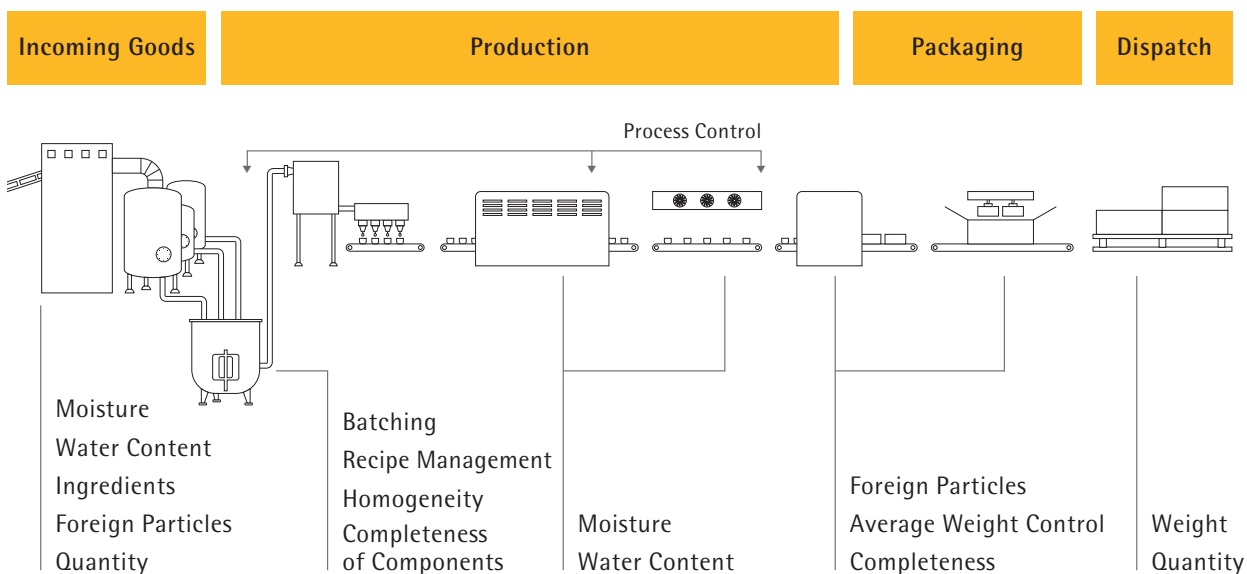 Incoming Goods
Production
Packaging
Dispatch
Process Control
Moisture
Water Content
Ingredients
Foreign Particles
Quantity
Batching
Recipe Management
Homogeneity
Completeness
of Components
Moisture
Water Content
Foreign Particles
Average Weight Control
Completeness
Weight
Quantity